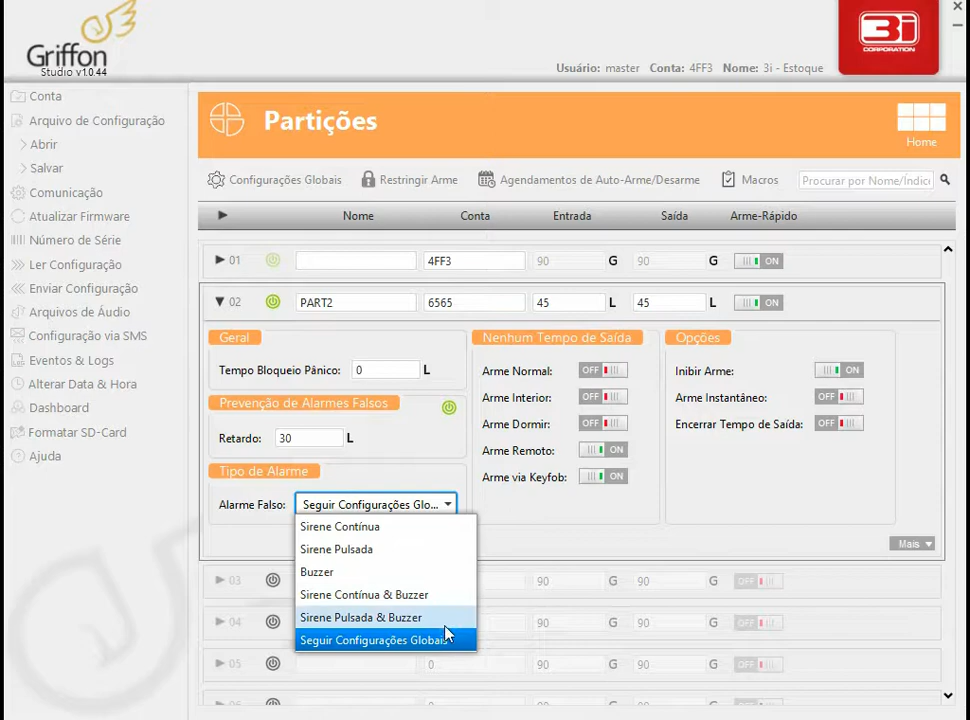 Griffon
Studio v1.0.44
3i
CORPORATION
Usuário: master Conta: 4FF3 Nome: 3i - Estoque
Conta
Arquivo de Configuração
Abrir
Salvar
Comunicação
Atualizar Firmware
Número de Série
Ler Configuração
Enviar Configuração
Arquivos de Áudio
Configuração via SMS
Eventos & Logs
Alterar Data & Hora
Dashboard
Formatar SD-Card
Ajuda
Partições
Home
Configurações Globais Restringir Arme Agendamentos de Auto-Arme/Desarme Macros Procurar por Nome/Índice
Nome Conta Entrada Saída Arme-Rápido
01 4FF3 90 G 90 G ON
02 PART2 6565 45 L 45 L ON
Geral
Tempo Bloqueio Pânico: 0 L
Prevenção de Alarmes Falsos
Retardo: 30 L
Tipo de Alarme
Alarme Falso: Seguir Configurações Glo...
Sirene Contínua
Sirene Pulsada
Buzzer
Sirene Contínua & Buzzer
Sirene Pulsada & Buzzer
Seguir Configurações Globais
Nenhum Tempo de Saída
Arme Normal: OFF
Arme Interior: OFF
Arme Dormir: OFF
Arme Remoto: ON
Arme via Keyfob: ON
Opções
Inibir Arme: ON
Arme Instantâneo: OFF
Encerrar Tempo de Saída: OFF
Mais
03 90 G 90 G OFF
04 90 G 90 G OFF
05 0 90 G 90 G OFF